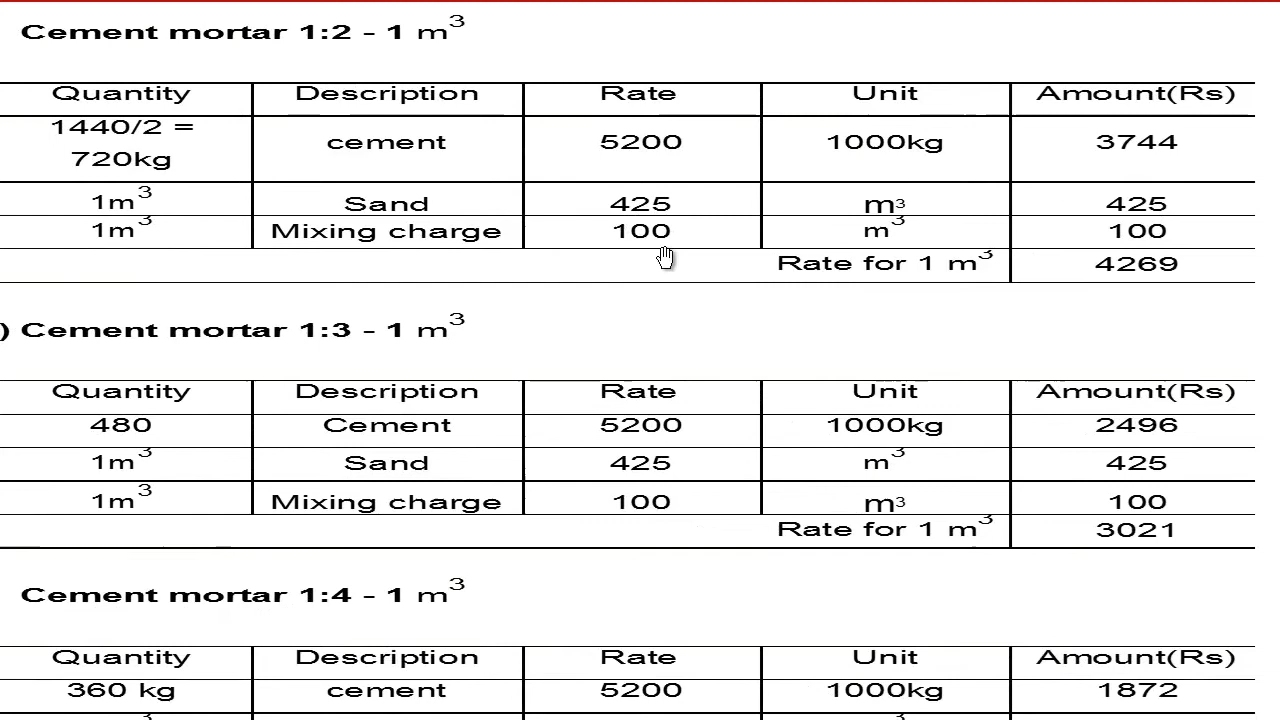 Cement mortar 1:2 - 1 m³
Quantity Description Rate Unit Amount(Rs)
1440/2 =
720kg cement 5200 1000kg 3744
1m³ Sand 425 m³ 425
1m³ Mixing charge 100 m³ 100
Rate for 1 m³ 4269
) Cement mortar 1:3 - 1 m³
Quantity Description Rate Unit Amount(Rs)
480 Cement 5200 1000kg 2496
1m³ Sand 425 m³ 425
1m³ Mixing charge 100 m³ 100
Rate for 1 m³ 3021
Cement mortar 1:4 - 1 m³
Quantity Description Rate Unit Amount(Rs)
360 kg cement 5200 1000kg 1872